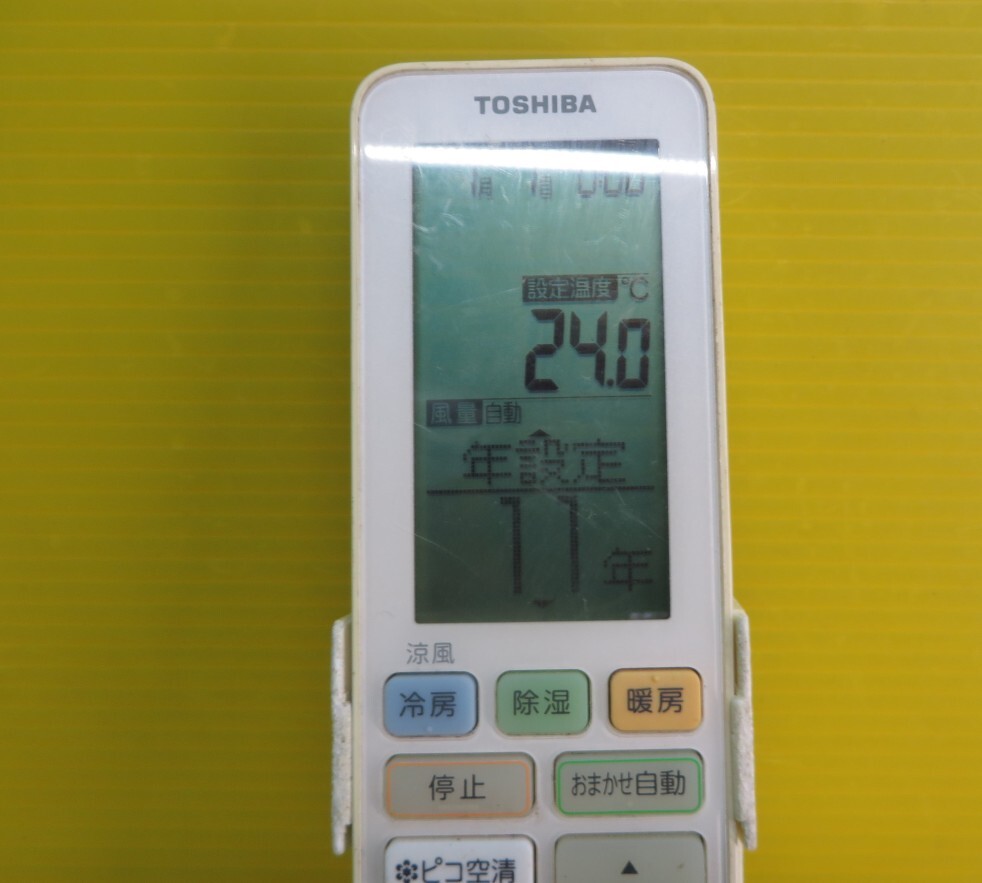 TOSHIBA
設定温度 ℃
24.0
風量 自動
年設定
11年
涼風
冷房 除湿 暖房
停止 おまかせ自動
ピコ空清